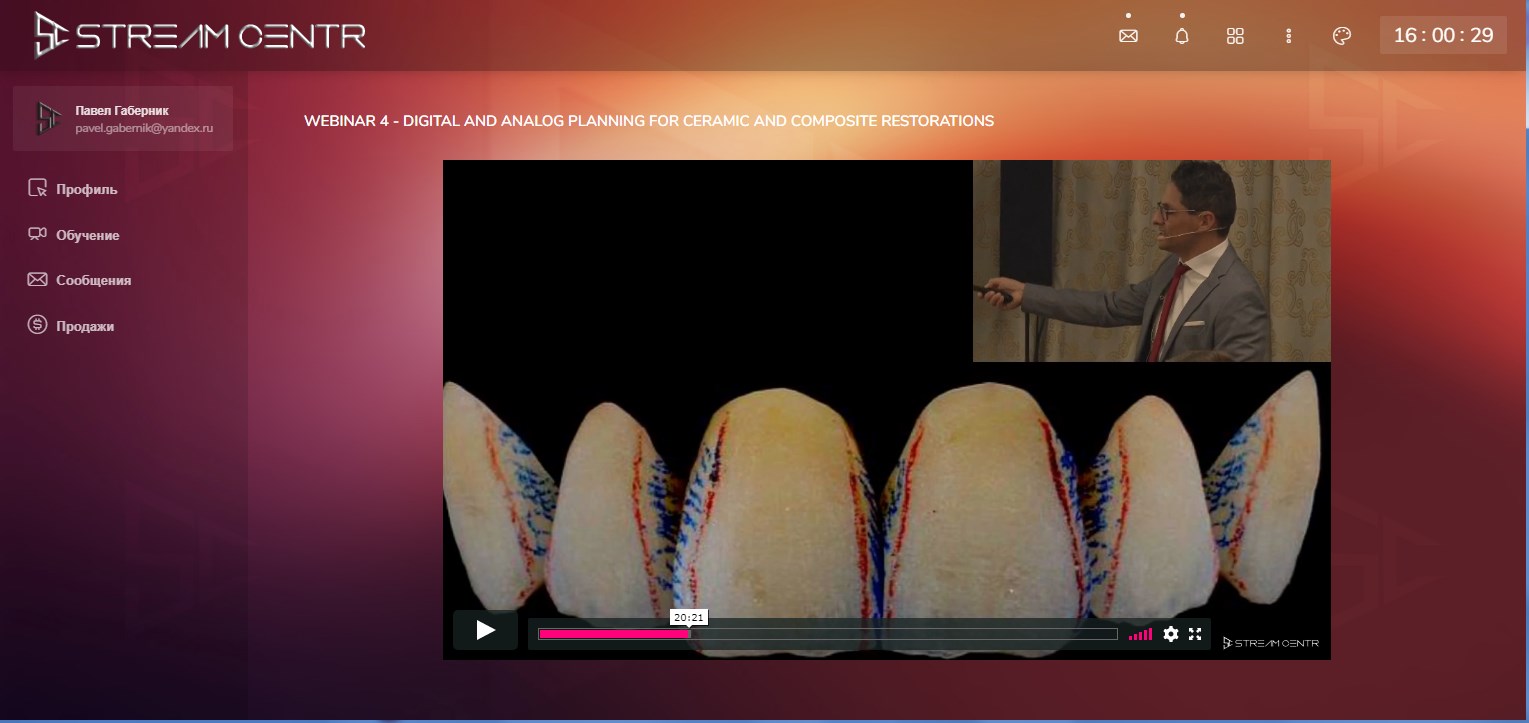 STREAM CENTR
16 : 00 : 29
Павел Габерник
pavel.gabernik@yandex.ru
Профиль
Обучение
Сообщения
Продажи
WEBINAR 4 - DIGITAL AND ANALOG PLANNING FOR CERAMIC AND COMPOSITE RESTORATIONS
20:21
STREAM CENTR